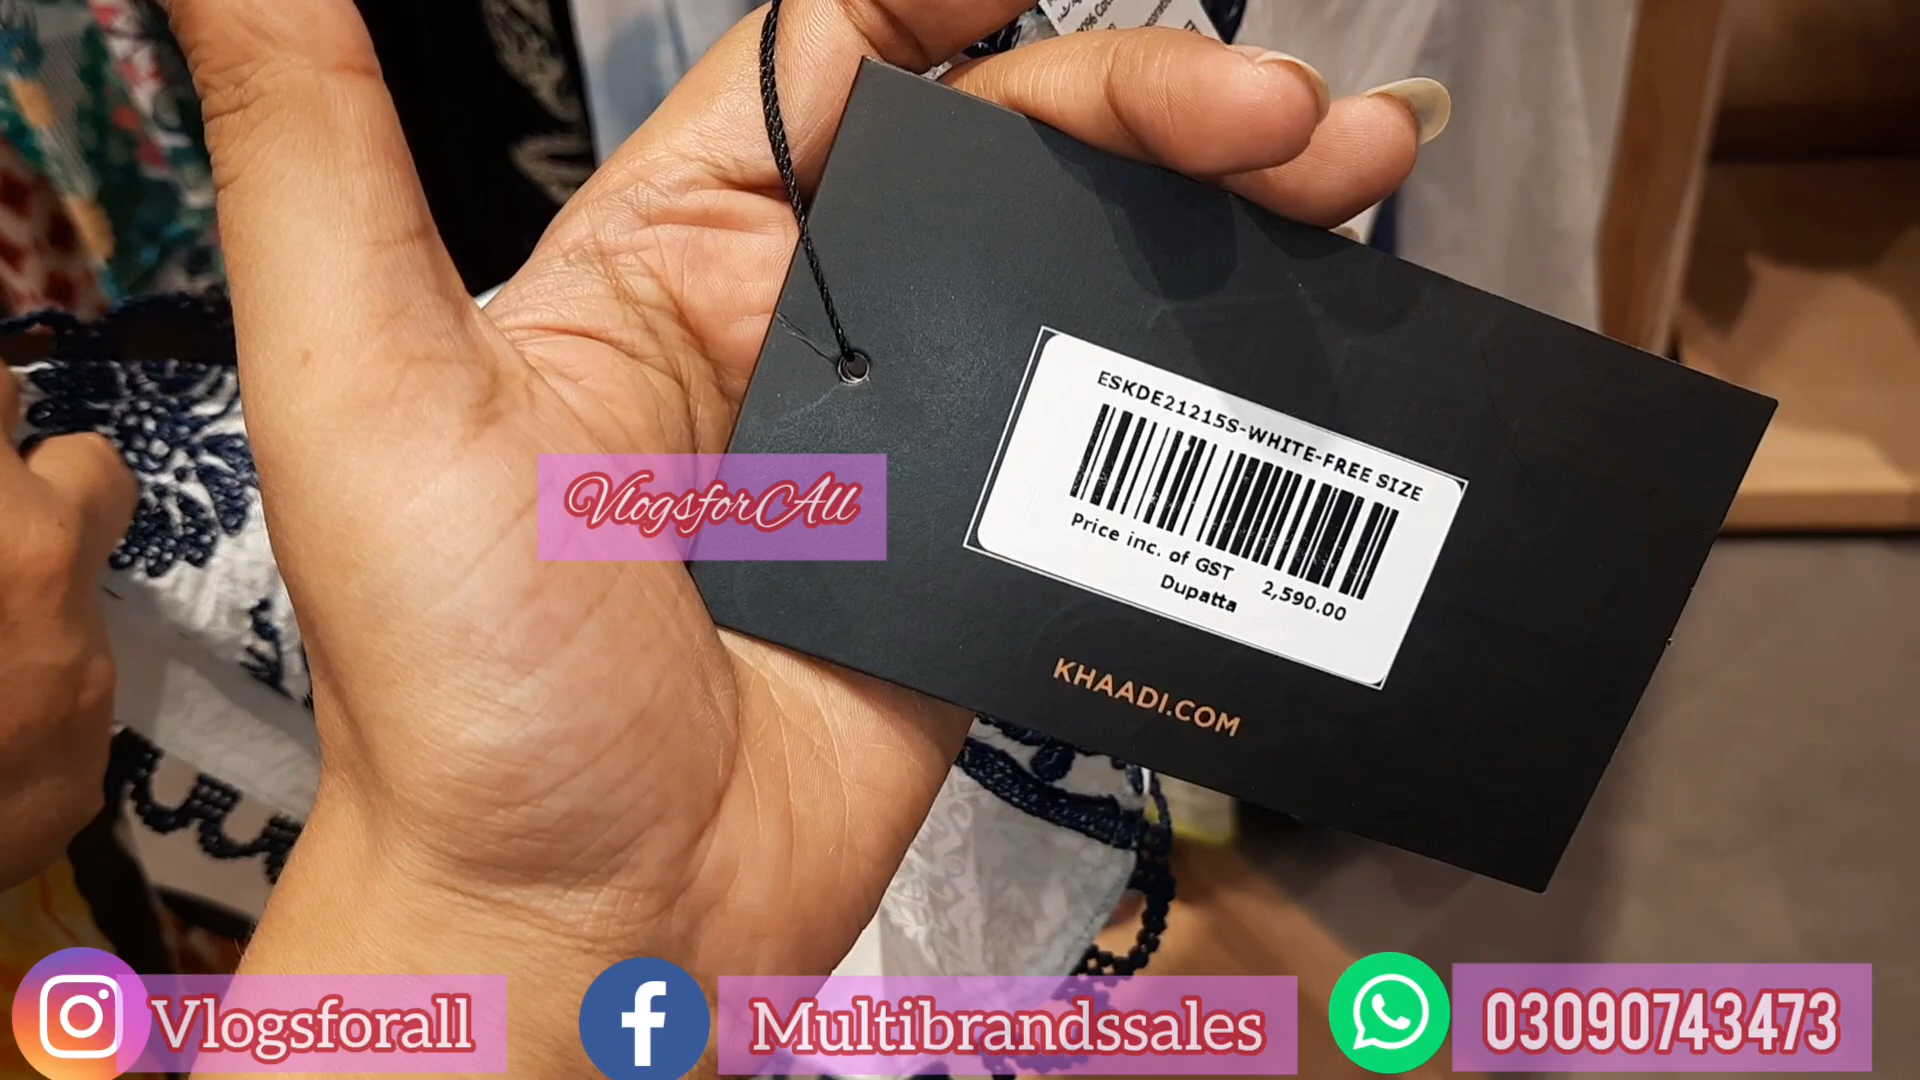 ESKDE21215S-WHITE-FREE SIZE
Price inc. of GST 2,590.00
Dupatta
KHAADI.COM
VlogsforAll
Vlogsforall
Multibrandssales
03090743473